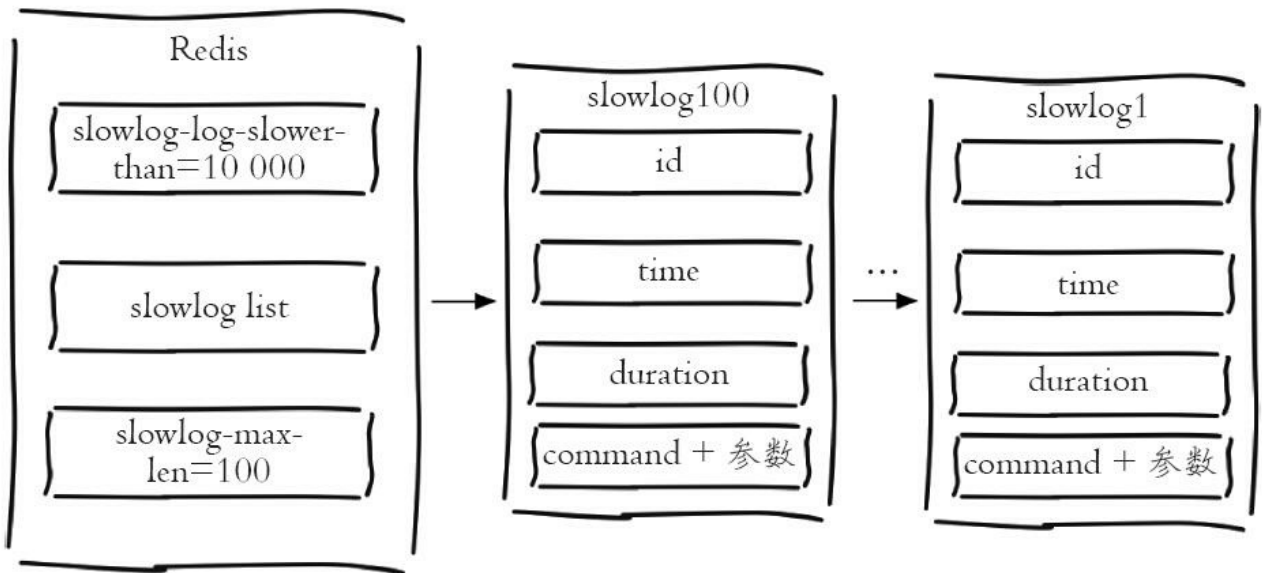 Redis
slowlog-log-slower-
than=10 000
slowlog list
slowlog-max-
len=100
slowlog100
id
time
duration
command + 参数
...
slowlog1
id
time
duration
command + 参数